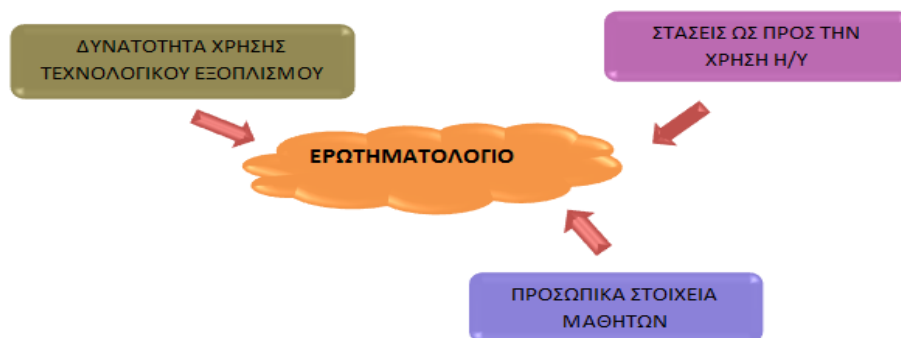 ΔΥΝΑΤΟΤΗΤΑ ΧΡΗΣΗΣ
ΤΕΧΝΟΛΟΓΙΚΟΥ ΕΞΟΠΛΙΣΜΟΥ
ΣΤΑΣΕΙΣ ΩΣ ΠΡΟΣ ΤΗΝ
ΧΡΗΣΗ Η/Υ
ΕΡΩΤΗΜΑΤΟΛΟΓΙΟ
ΠΡΟΣΩΠΙΚΑ ΣΤΟΙΧΕΙΑ
ΜΑΘΗΤΩΝ